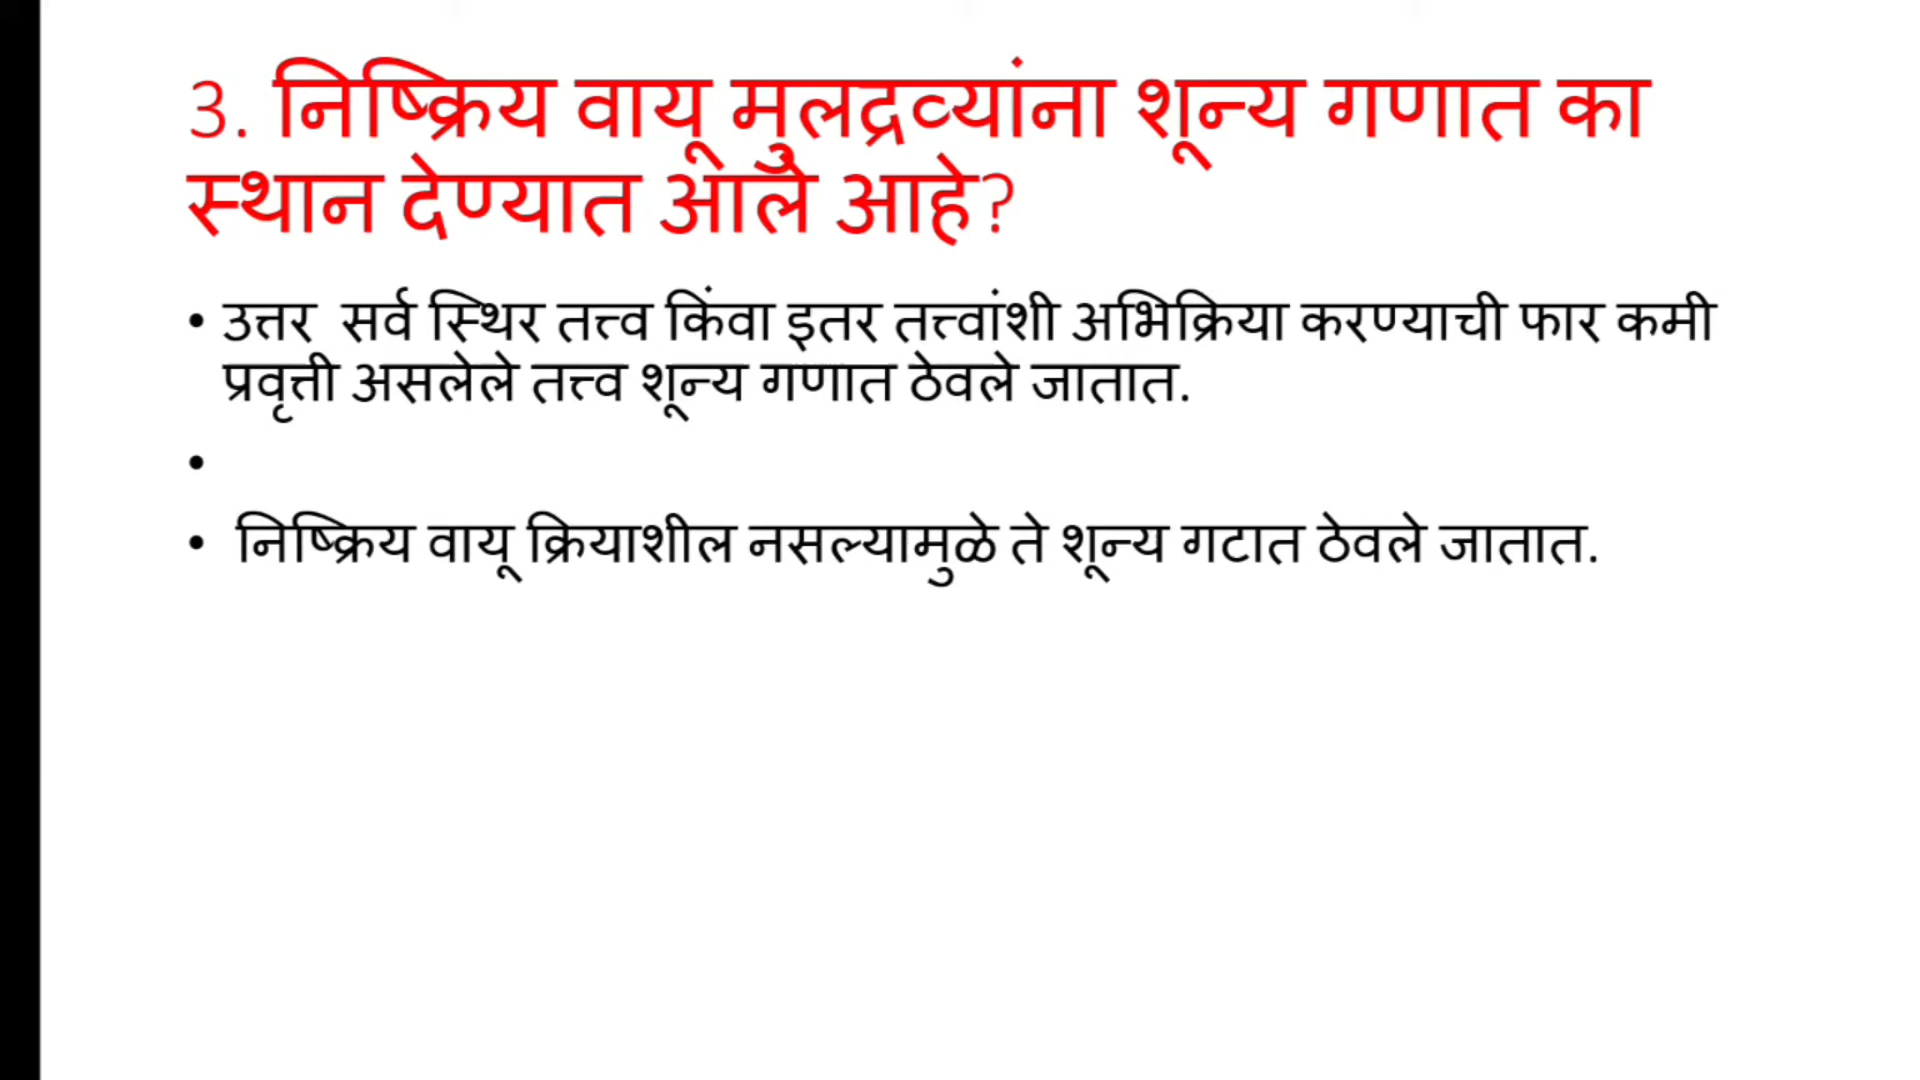 3. निष्क्रिय वायू मुलद्रव्यांना शून्य गणात का
स्थान देण्यात आले आहे?
• उत्तर सर्व स्थिर तत्त्व किंवा इतर तत्त्वांशी अभिक्रिया करण्याची फार कमी
प्रवृत्ती असलेले तत्त्व शून्य गणात ठेवले जातात.
•
• निष्क्रिय वायू क्रियाशील नसल्यामुळे ते शून्य गटात ठेवले जातात.